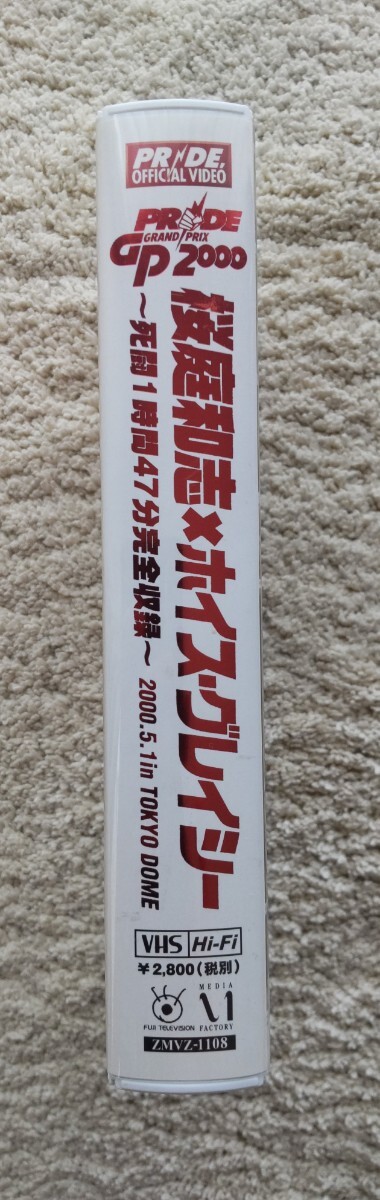 PRIDE.
OFFICIAL VIDEO
PRIDE
GRAND PRIX
GP 2000
桜庭和志×ホイス・グレイシー
～死闘1時間47分完全収録～ 2000.5.1 in TOKYO DOME
VHS Hi-Fi
¥2,800(税別)
FUJI TELEVISION
MEDIA
FACTORY
ZMVZ-1108